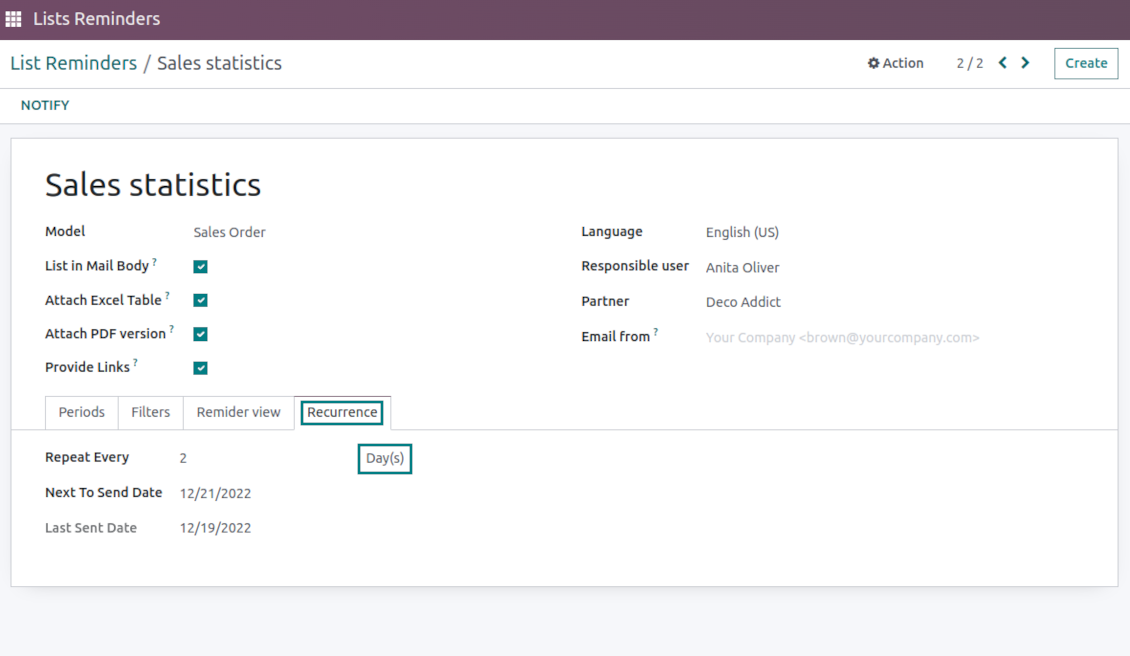 Lists Reminders
List Reminders / Sales statistics
Action 2 / 2 Create
NOTIFY
Sales statistics
Model Sales Order
List in Mail Body ?
Attach Excel Table ?
Attach PDF version ?
Provide Links ?
Language English (US)
Responsible user Anita Oliver
Partner Deco Addict
Email from ? Your Company <brown@yourcompany.com>
Periods Filters Remider view Recurrence
Repeat Every 2 Day(s)
Next To Send Date 12/21/2022
Last Sent Date 12/19/2022